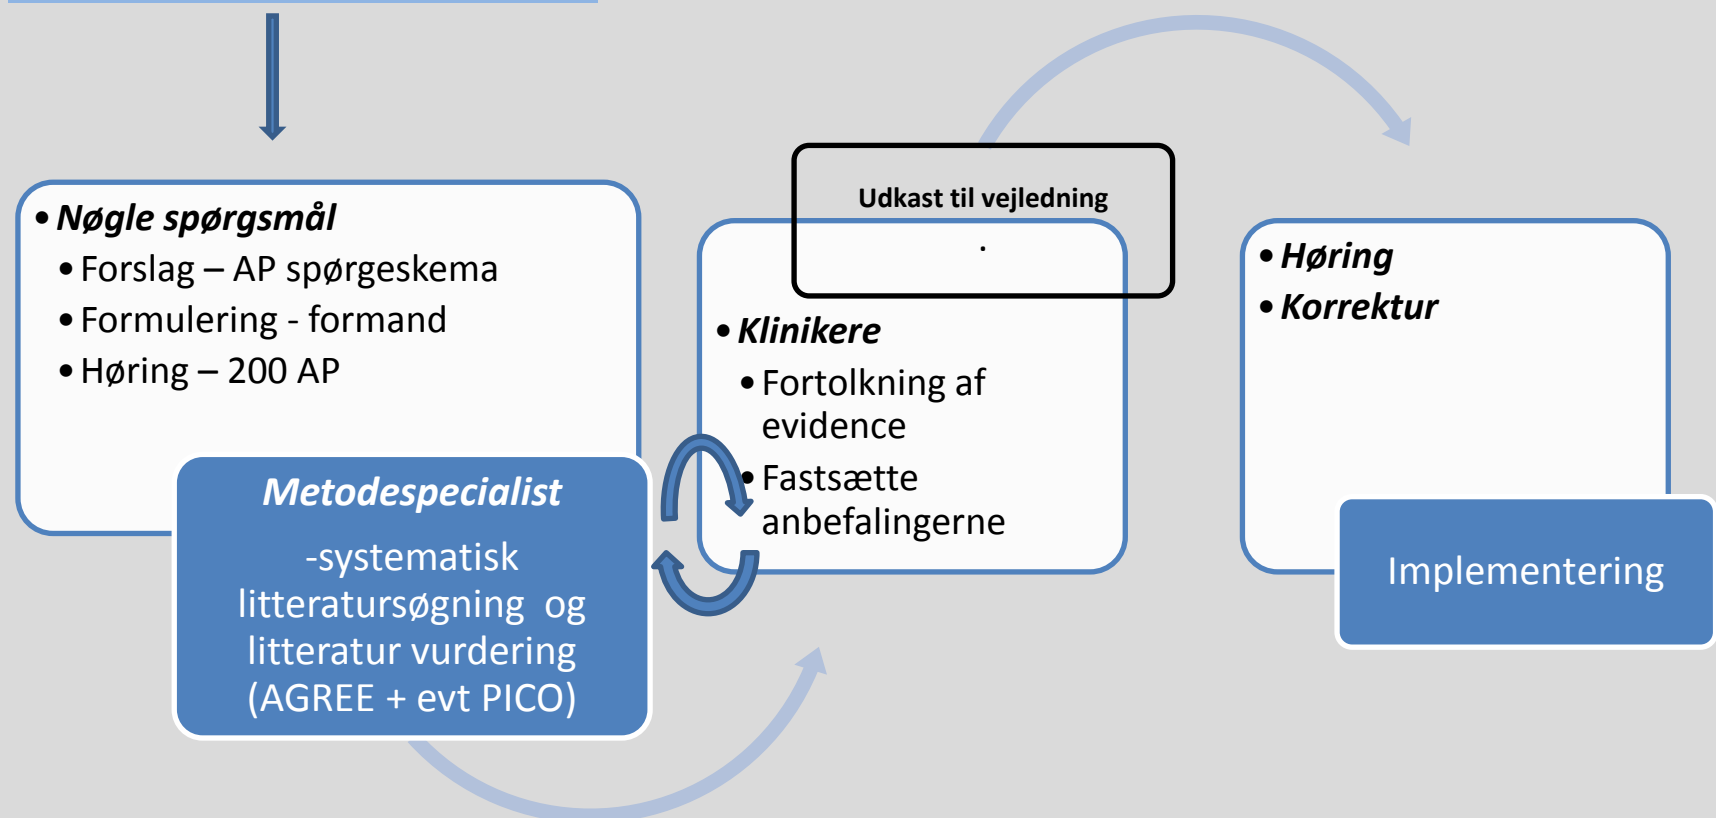 • Nøgle spørgsmål
• Forslag – AP spørgeskema
• Formulering - formand
• Høring – 200 AP
Metodespecialist
-systematisk
litteratursøgning og
litteratur vurdering
(AGREE + evt PICO)
Udkast til vejledning
.
• Klinikere
• Fortolkning af
evidence
• Fastsætte
anbefalingerne
• Høring
• Korrektur
Implementering